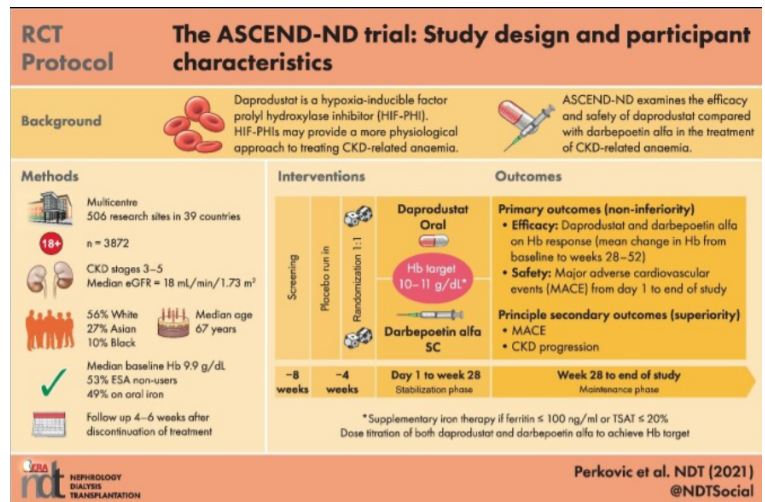 RCT
Protocol
The ASCEND-ND trial: Study design and participant
characteristics
Background
Daprodustat is a hypoxia-inducible factor
prolyl hydroxylase inhibitor (HIF-PHI).
HIF-PHIs may provide a more physiological
approach to treating CKD-related anaemia.
ASCEND-ND examines the efficacy
and safety of daprodustat compared
with darbepoetin alfa in the treatment
of CKD-related anaemia.
Methods
Multicentre
506 research sites in 39 countries
18+
n = 3872
CKD stages 3–5
Median eGFR = 18 mL/min/1.73 m²
56% White
27% Asian
10% Black
Median age
67 years
Median baseline Hb 9.9 g/dL
53% ESA non-users
49% on oral iron
Follow up 4–6 weeks after
discontinuation of treatment
Interventions
Screening
Placebo run in
Randomization 1:1
Daprodustat
Oral
Hb target
10–11 g/dL*
Darbepoetin alfa
SC
Outcomes
Primary outcomes (non-inferiority)
• Efficacy: Daprodustat and darbepoetin alfa
on Hb response (mean change in Hb from
baseline to weeks 28–52)
• Safety: Major adverse cardiovascular
events (MACE) from day 1 to end of study
Principle secondary outcomes (superiority)
• MACE
• CKD progression
–8
weeks
–4
weeks
Day 1 to week 28
Stabilization phase
Week 28 to end of study
Maintenance phase
*Supplementary iron therapy if ferritin ≤ 100 ng/ml or TSAT ≤ 20%
Dose titration of both daprodustat and darbepoetin alfa to achieve Hb target
ERA
ndt
NEPHROLOGY
DIALYSIS
TRANSPLANTATION
Perkovic et al. NDT (2021)
@NDTSocial